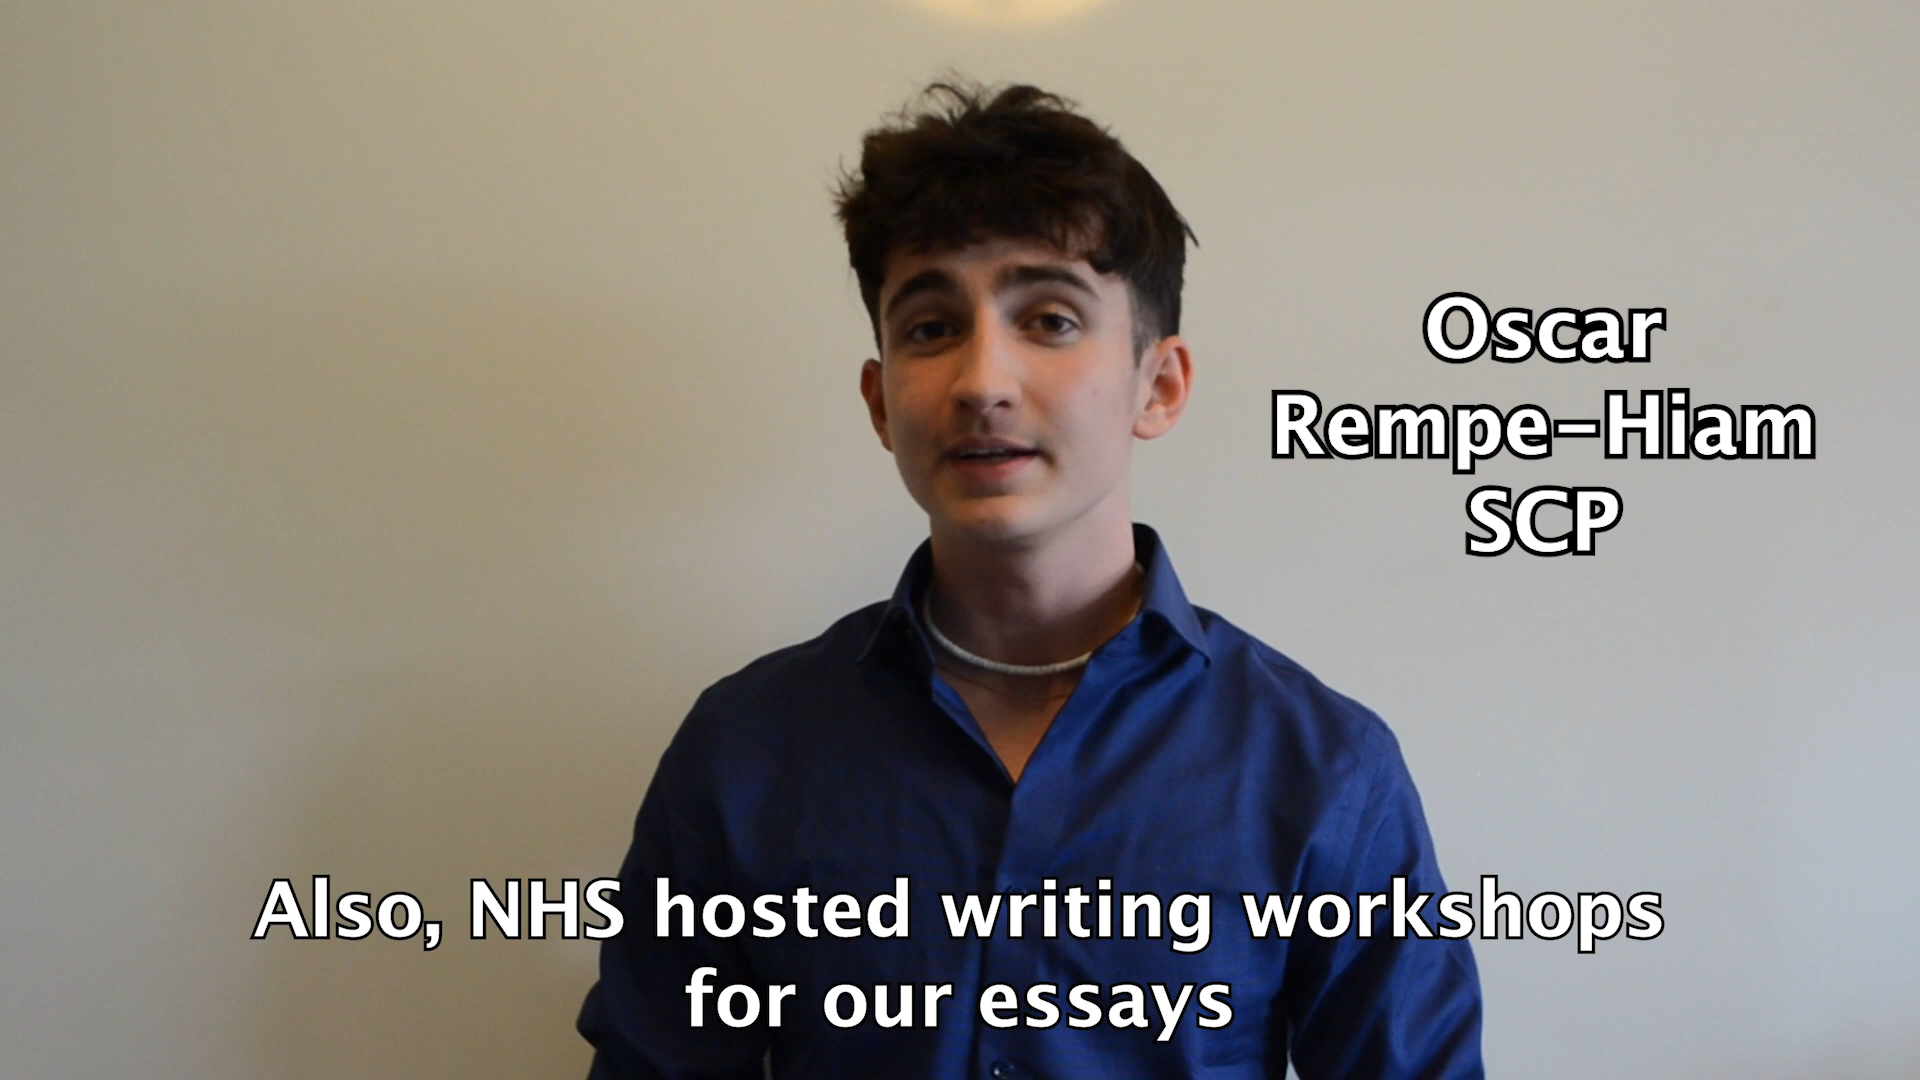 Oscar
Rempe-Hiam
SCP
Also, NHS hosted writing workshops
for our essays